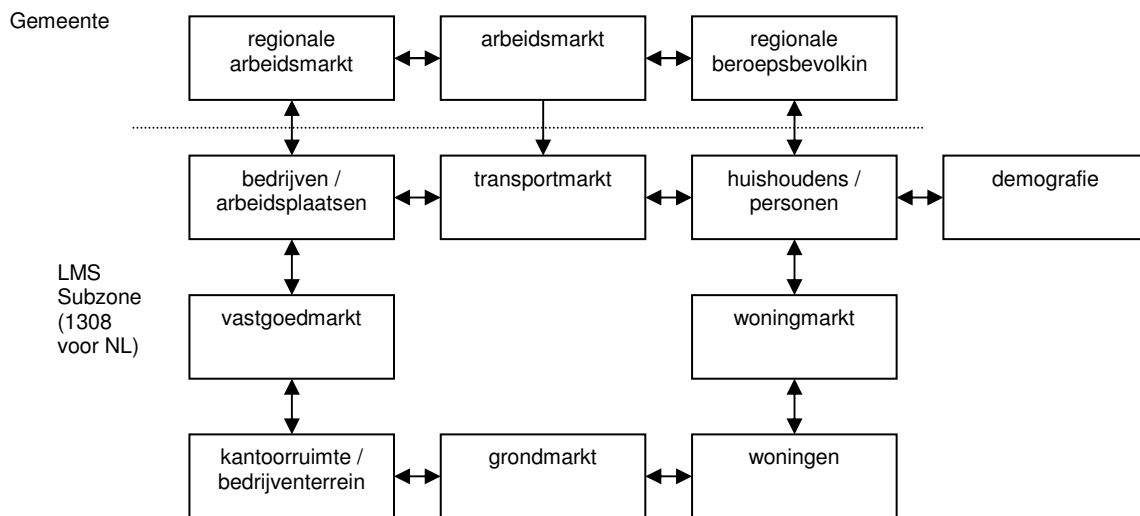 Gemeente
regionale
arbeidsmarkt
arbeidsmarkt
regionale
beroepsbevolkin
bedrijven /
arbeidsplaatsen
transportmarkt
huishoudens /
personen
demografie
LMS
Subzone
(1308
voor NL)
vastgoedmarkt
woningmarkt
kantoorruimte /
bedrijventerrein
grondmarkt
woningen